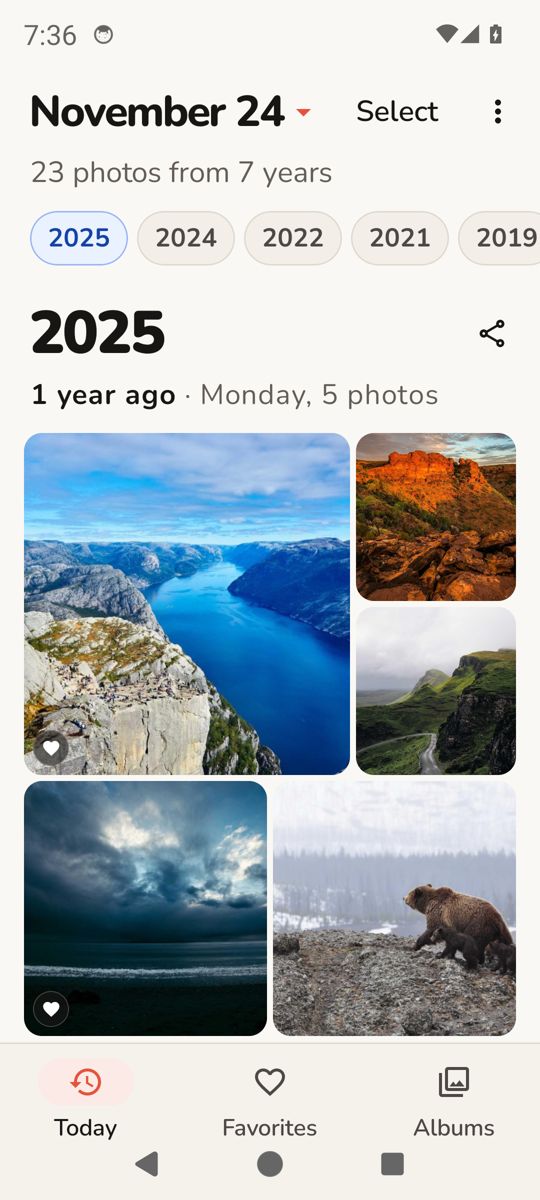 7:36
November 24
Select
23 photos from 7 years
2025
2024
2022
2021
2019
2025
1 year ago · Monday, 5 photos
Today
Favorites
Albums